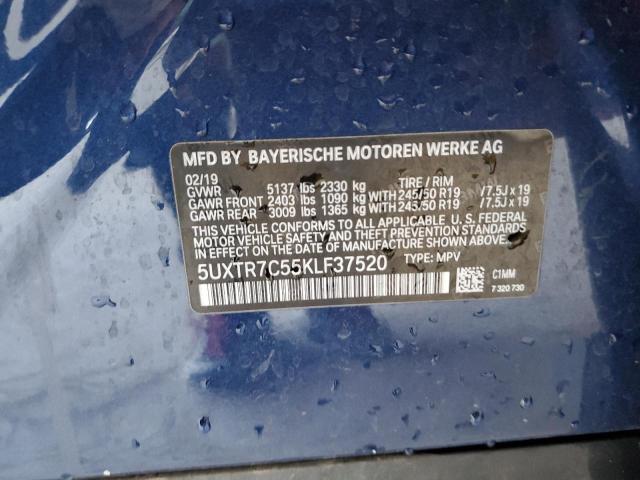 MFD BY BAYERISCHE MOTOREN WERKE AG
02/19
GVWR 5137 lbs 2330 kg TIRE / RIM
GAWR FRONT 2403 lbs 1090 kg WITH 245/50 R19 /7.5J x 19
GAWR REAR 3009 lbs 1365 kg WITH 245/50 R19 /7.5J x 19
THIS VEHICLE CONFORMS TO ALL APPLICABLE U. S. FEDERAL
MOTOR VEHICLE SAFETY AND THEFT PREVENTION STANDARDS
IN EFFECT ON THE DATE OF MANUFACTURE SHOWN ABOVE.
5UXTR7C55KLF37520 TYPE: MPV
C1MM
7 320 730